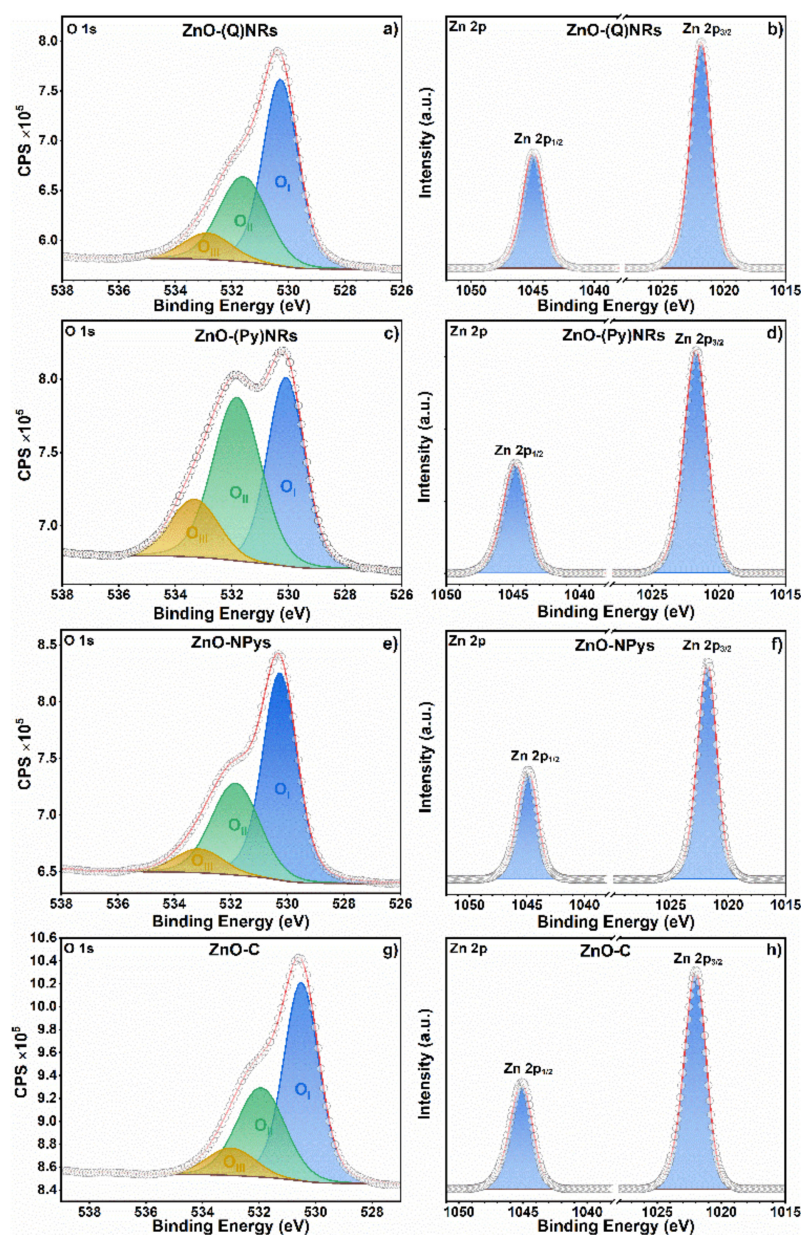 O 1s ZnO-(Q)NRs a)
CPS ×10⁵
8.0
7.5
7.0
6.5
6.0
O_I
O_II
O_III
538 536 534 532 530 528 526
Binding Energy (eV)
Zn 2p ZnO-(Q)NRs b)
Zn 2p₃/₂
Zn 2p₁/₂
Intensity (a.u.)
1050 1045 1040 1025 1020 1015
Binding Energy (eV)
O 1s ZnO-(Py)NRs c)
CPS ×10⁵
8.0
7.5
7.0
O_I
O_II
O_III
538 536 534 532 530 528 526
Binding Energy (eV)
Zn 2p ZnO-(Py)NRs d)
Zn 2p₃/₂
Zn 2p₁/₂
Intensity (a.u.)
1050 1045 1040 1025 1020 1015
Binding Energy (eV)
O 1s ZnO-NPys e)
CPS ×10⁵
8.5
8.0
7.5
7.0
6.5
O_I
O_II
O_III
538 536 534 532 530 528 526
Binding Energy (eV)
Zn 2p ZnO-NPys f)
Zn 2p₃/₂
Zn 2p₁/₂
Intensity (a.u.)
1050 1045 1040 1025 1020 1015
Binding Energy (eV)
O 1s ZnO-C g)
CPS ×10⁵
10.6
10.4
10.2
10.0
9.8
9.6
9.4
9.2
9.0
8.8
8.6
8.4
O_I
O_II
O_III
538 536 534 532 530 528
Binding Energy (eV)
Zn 2p ZnO-C h)
Zn 2p₃/₂
Zn 2p₁/₂
Intensity (a.u.)
1050 1045 1040 1025 1020 1015
Binding Energy (eV)